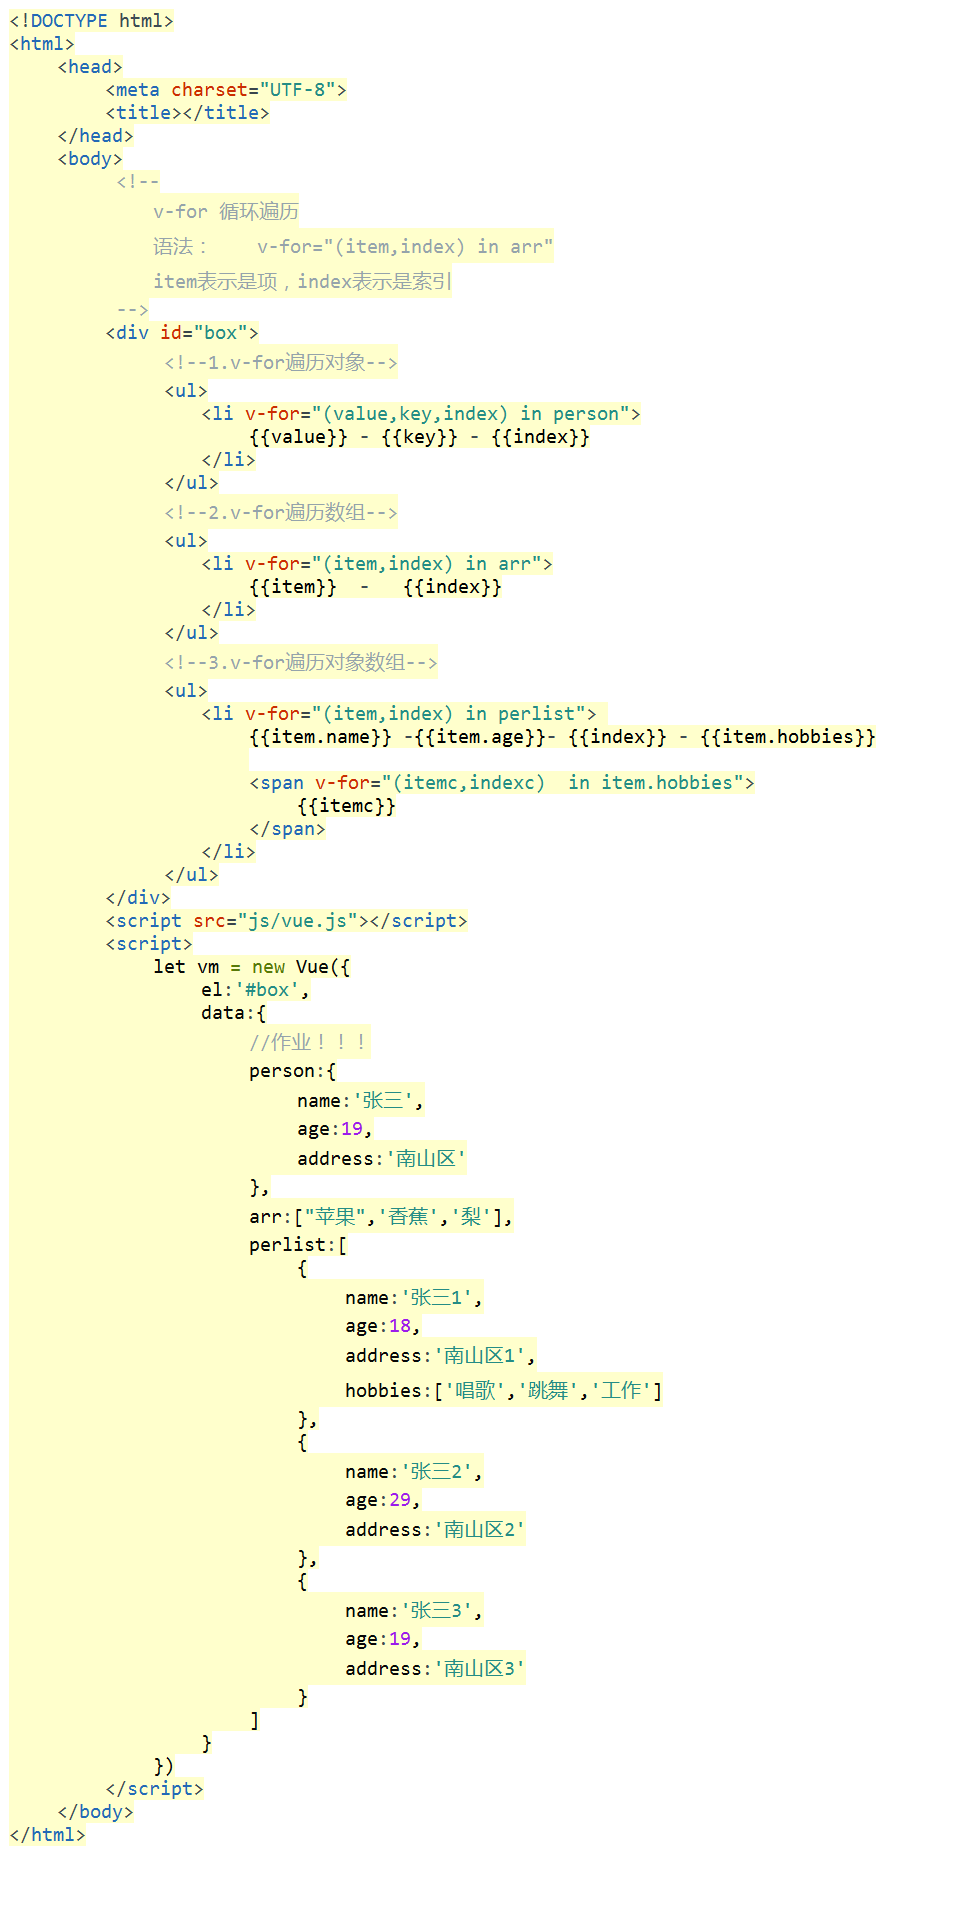 <!DOCTYPE html>
<html>
<head>
<meta charset="UTF-8">
<title></title>
</head>
<body>
<!--
v-for 循环遍历
语法： v-for="(item,index) in arr"
item表示是项，index表示是索引
-->
<div id="box">
<!--1.v-for遍历对象-->
<ul>
<li v-for="(value,key,index) in person">
{{value}} - {{key}} - {{index}}
</li>
</ul>
<!--2.v-for遍历数组-->
<ul>
<li v-for="(item,index) in arr">
{{item}}  -   {{index}}
</li>
</ul>
<!--3.v-for遍历对象数组-->
<ul>
<li v-for="(item,index) in perlist">
{{item.name}} -{{item.age}}- {{index}} - {{item.hobbies}}
<span v-for="(itemc,indexc)  in item.hobbies">
{{itemc}}
</span>
</li>
</ul>
</div>
<script src="js/vue.js"></script>
<script>
let vm = new Vue({
el:'#box',
data:{
//作业！！！
person:{
name:'张三',
age:19,
address:'南山区'
},
arr:["苹果",'香蕉','梨'],
perlist:[
{
name:'张三1',
age:18,
address:'南山区1',
hobbies:['唱歌','跳舞','工作']
},
{
name:'张三2',
age:29,
address:'南山区2'
},
{
name:'张三3',
age:19,
address:'南山区3'
}
]
}
})
</script>
</body>
</html>